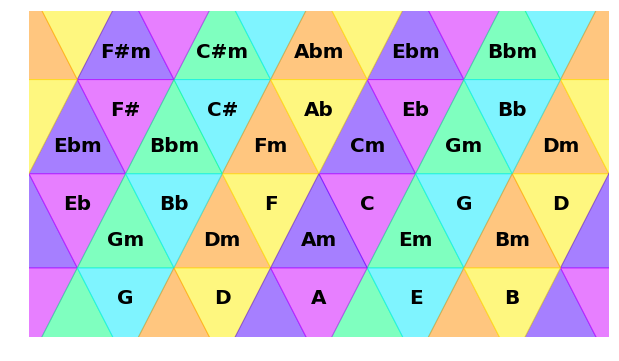 F#m C#m Abm Ebm Bbm
F# C# Ab Eb Bb
Ebm Bbm Fm Cm Gm Dm
Eb Bb F C G D
Gm Dm Am Em Bm
G D A E B